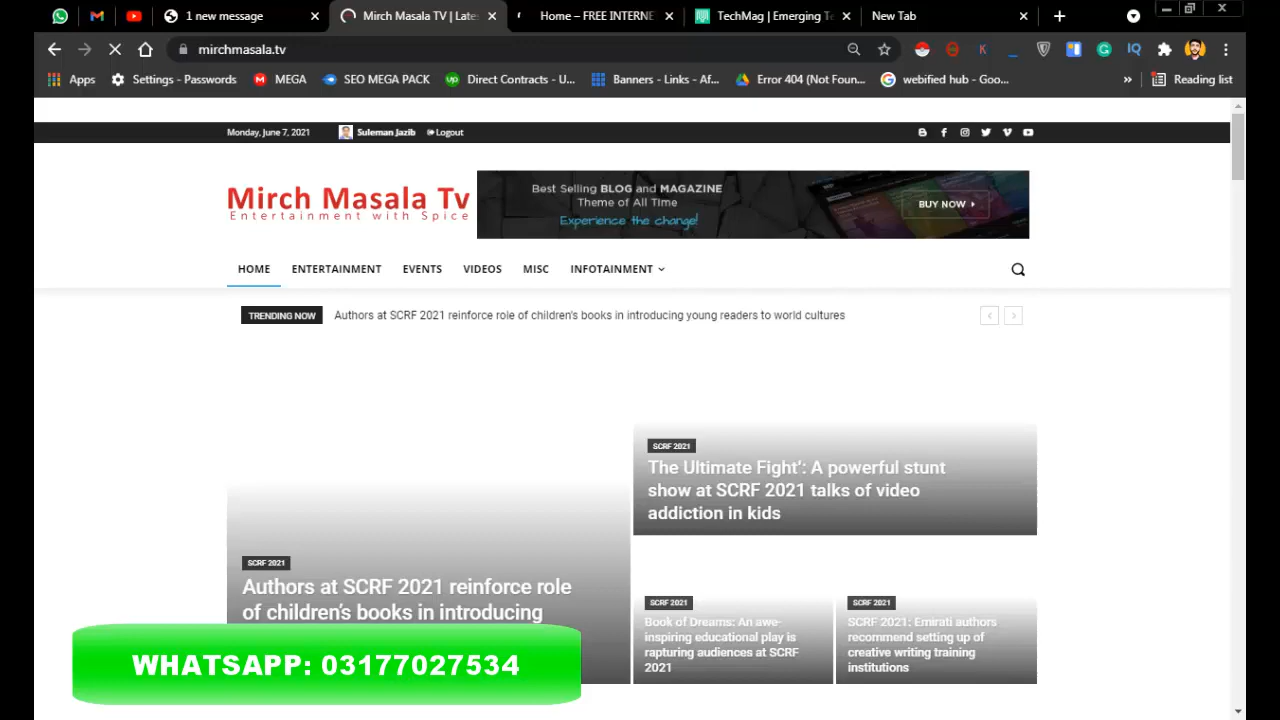 1 new message
Mirch Masala TV | Late
Home – FREE INTERNE
TechMag | Emerging Te
New Tab
mirchmasala.tv
Apps
Settings - Passwords
MEGA
SEO MEGA PACK
Direct Contracts - U...
Banners - Links - Af...
Error 404 (Not Foun...
webified hub - Goo...
»
Reading list
Monday, June 7, 2021
Suleman Jazib
Logout
Mirch Masala Tv
Entertainment with Spice
Best Selling BLOG and MAGAZINE
Theme of All Time
Experience the change!
BUY NOW
HOME
ENTERTAINMENT
EVENTS
VIDEOS
MISC
INFOTAINMENT
TRENDING NOW
Authors at SCRF 2021 reinforce role of children's books in introducing young readers to world cultures
SCRF 2021
The Ultimate Fight’: A powerful stunt
show at SCRF 2021 talks of video
addiction in kids
SCRF 2021
Authors at SCRF 2021 reinforce role
of children’s books in introducing
SCRF 2021
Book of Dreams: An awe-
inspiring educational play is
rapturing audiences at SCRF
2021
SCRF 2021
SCRF 2021: Emirati authors
recommend setting up of
creative writing training
institutions
WHATSAPP: 03177027534